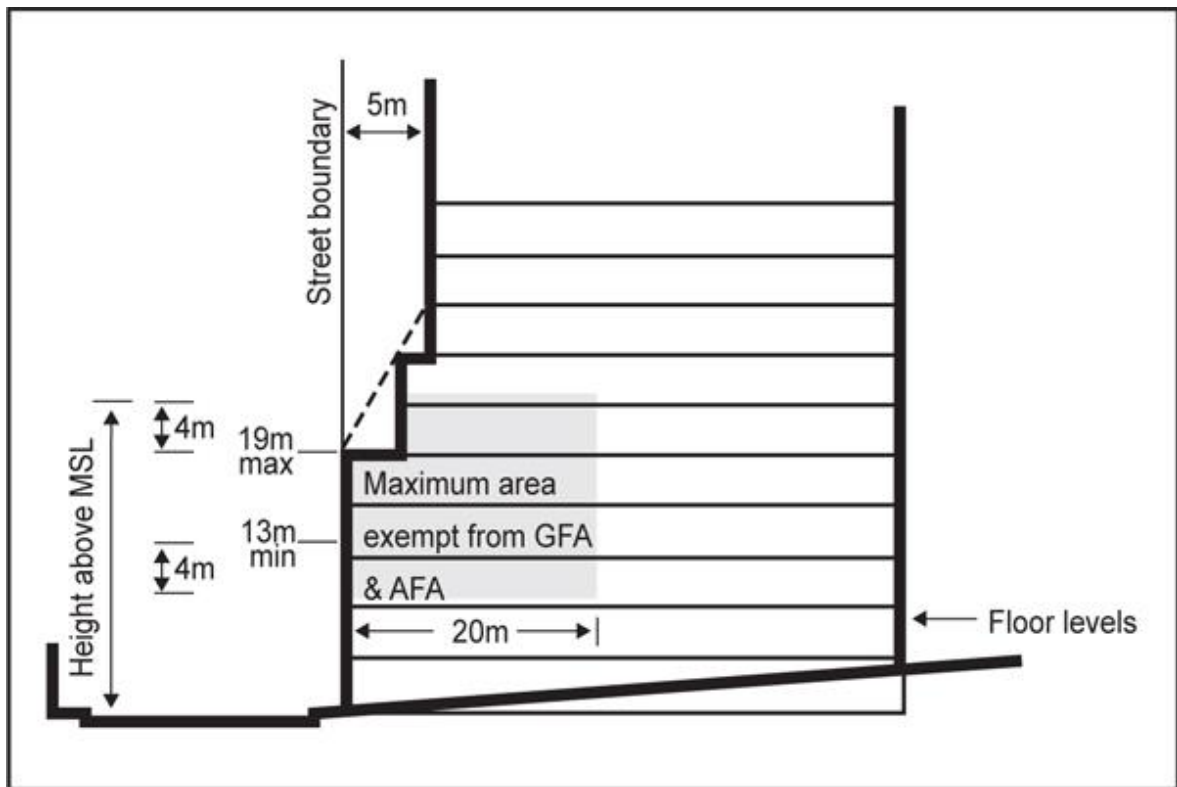 5m
Street boundary
Height above MSL
4m
19m
max
13m
min
4m
Maximum area
exempt from GFA
& AFA
20m
Floor levels